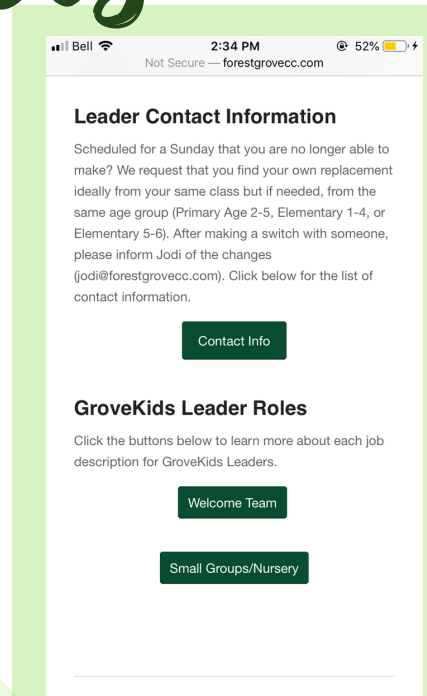 Bell 2:34 PM 52%
Not Secure — forestgrovecc.com
Leader Contact Information
Scheduled for a Sunday that you are no longer able to
make? We request that you find your own replacement
ideally from your same class but if needed, from the
same age group (Primary Age 2-5, Elementary 1-4, or
Elementary 5-6). After making a switch with someone,
please inform Jodi of the changes
(jodi@forestgrovecc.com). Click below for the list of
contact information.
Contact Info
GroveKids Leader Roles
Click the buttons below to learn more about each job
description for GroveKids Leaders.
Welcome Team
Small Groups/Nursery